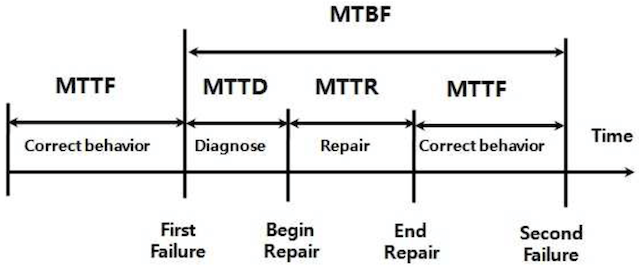 MTBF
MTTF MTTD MTTR MTTF
Correct behavior Diagnose Repair Correct behavior
Time
First Begin End Second
Failure Repair Repair Failure